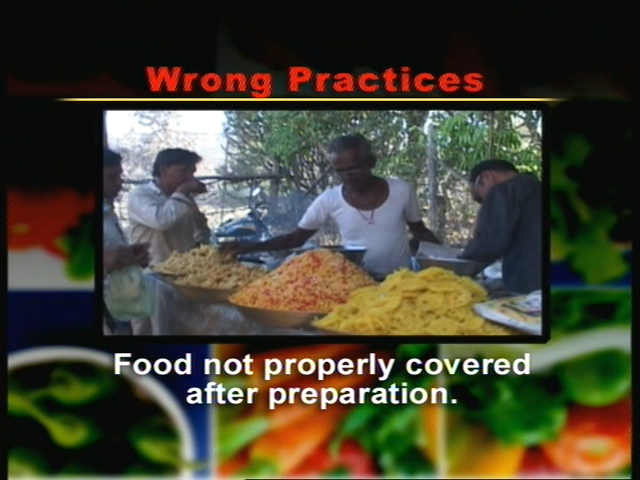 Wrong Practices
Food not properly covered
after preparation.